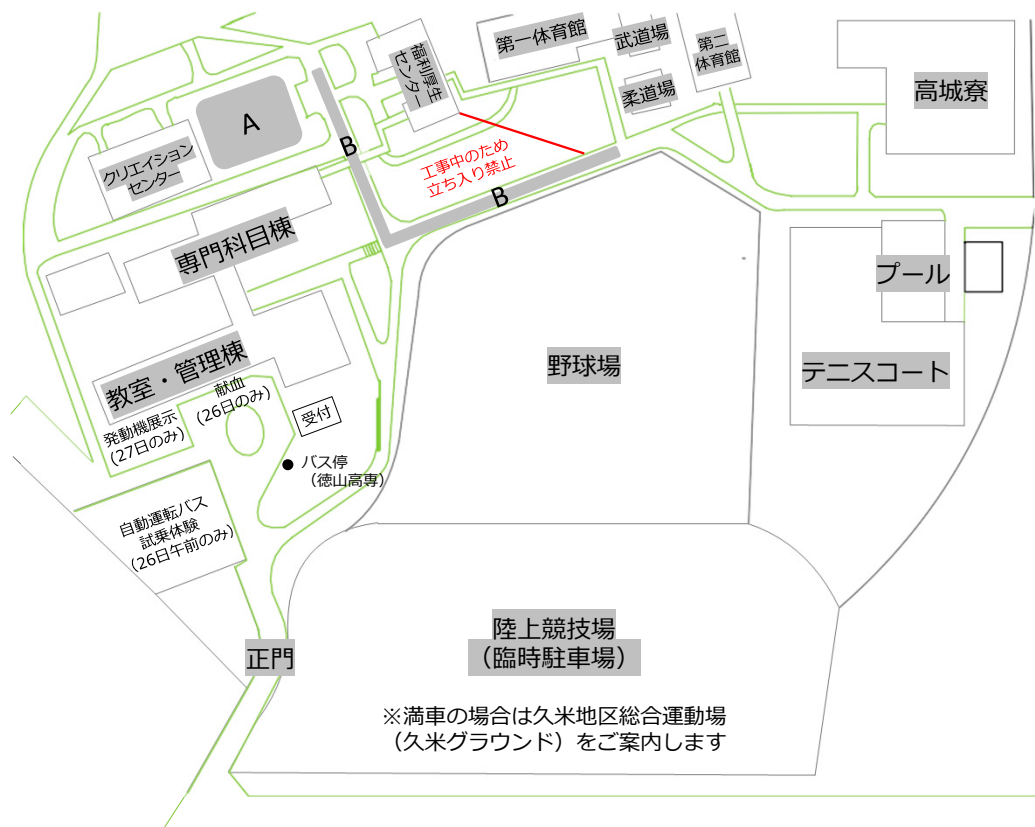 第一体育館
武道場
第二
体育館
福利厚生
センター
柔道場
高城寮
A
B
クリエイション
センター
工事中のため
立ち入り禁止
B
専門科目棟
プール
教室・管理棟
野球場
テニスコート
献血
(26日のみ)
発動機展示
(27日のみ)
受付
バス停
（徳山高専）
自動運転バス
試乗体験
(26日午前のみ)
正門
陸上競技場
（臨時駐車場）
※満車の場合は久米地区総合運動場
（久米グラウンド）をご案内します